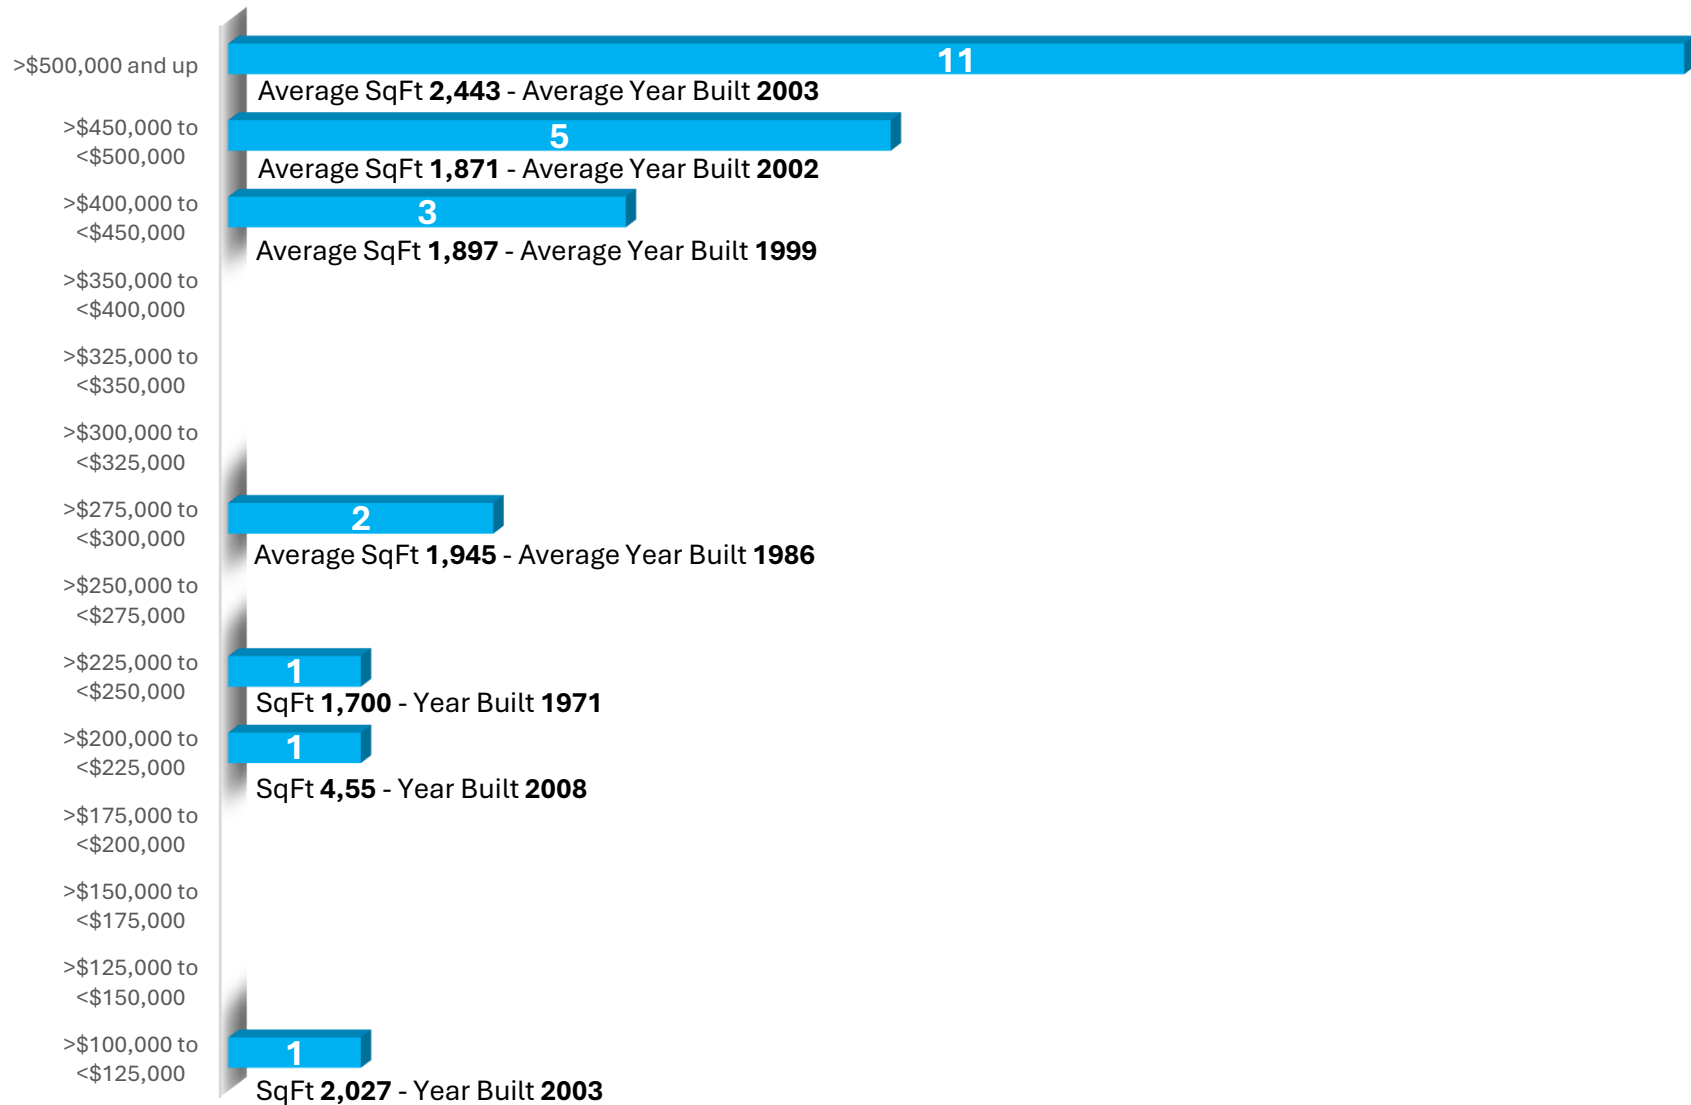 >$500,000 and up
11
Average SqFt 2,443 - Average Year Built 2003
>$450,000 to
<$500,000
5
Average SqFt 1,871 - Average Year Built 2002
>$400,000 to
<$450,000
3
Average SqFt 1,897 - Average Year Built 1999
>$350,000 to
<$400,000
>$325,000 to
<$350,000
>$300,000 to
<$325,000
>$275,000 to
<$300,000
2
Average SqFt 1,945 - Average Year Built 1986
>$250,000 to
<$275,000
>$225,000 to
<$250,000
1
SqFt 1,700 - Year Built 1971
>$200,000 to
<$225,000
1
SqFt 4,55 - Year Built 2008
>$175,000 to
<$200,000
>$150,000 to
<$175,000
>$125,000 to
<$150,000
>$100,000 to
<$125,000
1
SqFt 2,027 - Year Built 2003